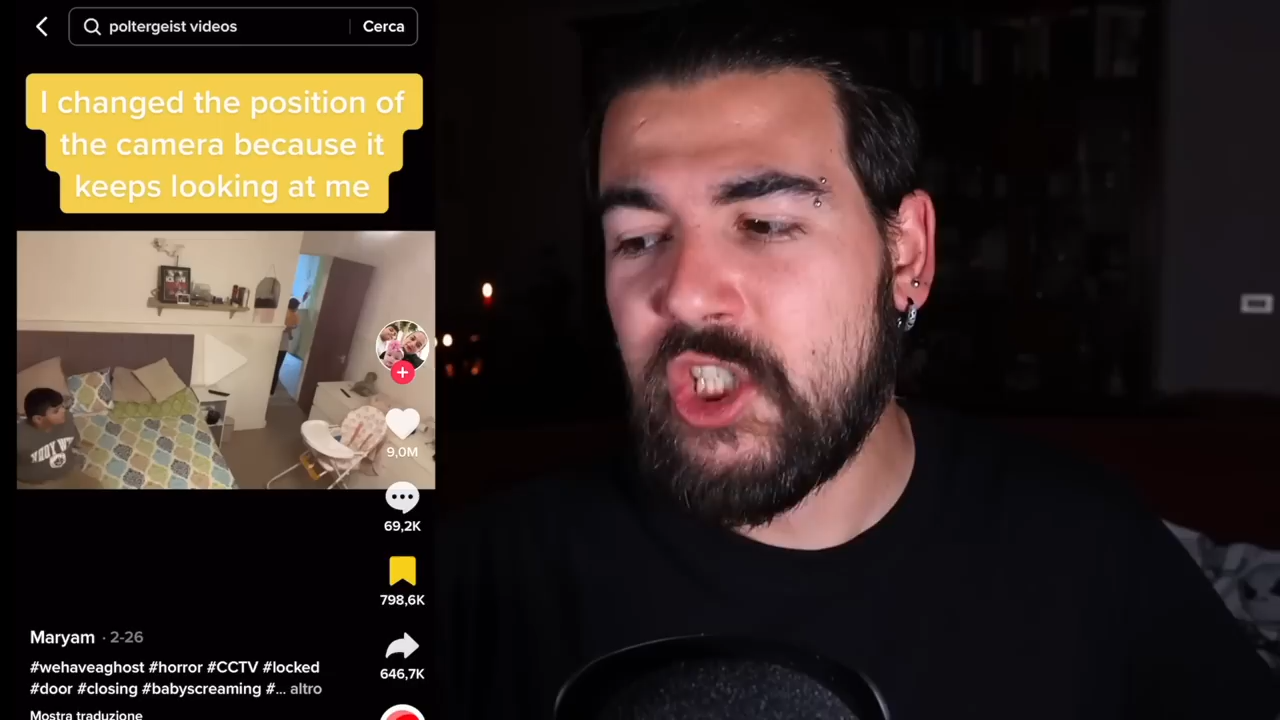 poltergeist videos
Cerca
I changed the position of
the camera because it
keeps looking at me
9,0M
69,2K
798,6K
Maryam · 2-26
646,7K
#wehaveaghost #horror #CCTV #locked
#door #closing #babyscreaming #... altro
Mostra traduzione